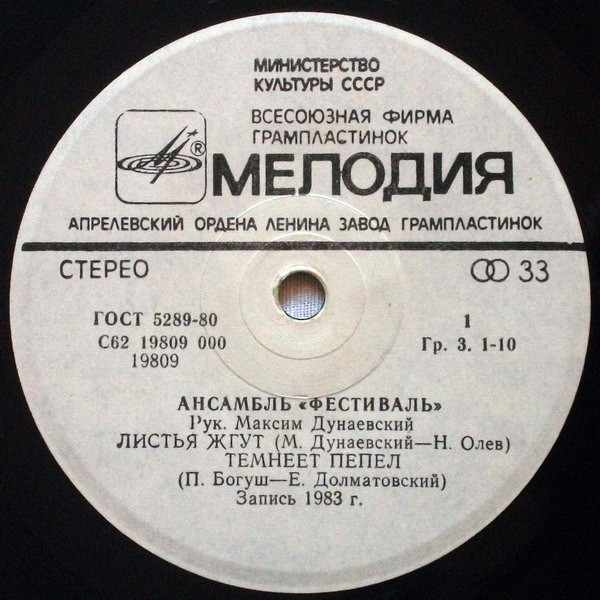 МИНИСТЕРСТВО
КУЛЬТУРЫ СССР
ВСЕСОЮЗНАЯ ФИРМА
ГРАМПЛАСТИНОК
®
МЕЛОДИЯ
АПРЕЛЕВСКИЙ ОРДЕНА ЛЕНИНА ЗАВОД ГРАМПЛАСТИНОК
СТЕРЕО 33
ГОСТ 5289-80 1
С62 19809 000 Гр. 3. 1-10
19809
АНСАМБЛЬ «ФЕСТИВАЛЬ»
Рук. Максим Дунаевский
ЛИСТЬЯ ЖГУТ (М. Дунаевский—Н. Олев)
ТЕМНЕЕТ ПЕПЕЛ
(П. Богуш—Е. Долматовский)
Запись 1983 г.